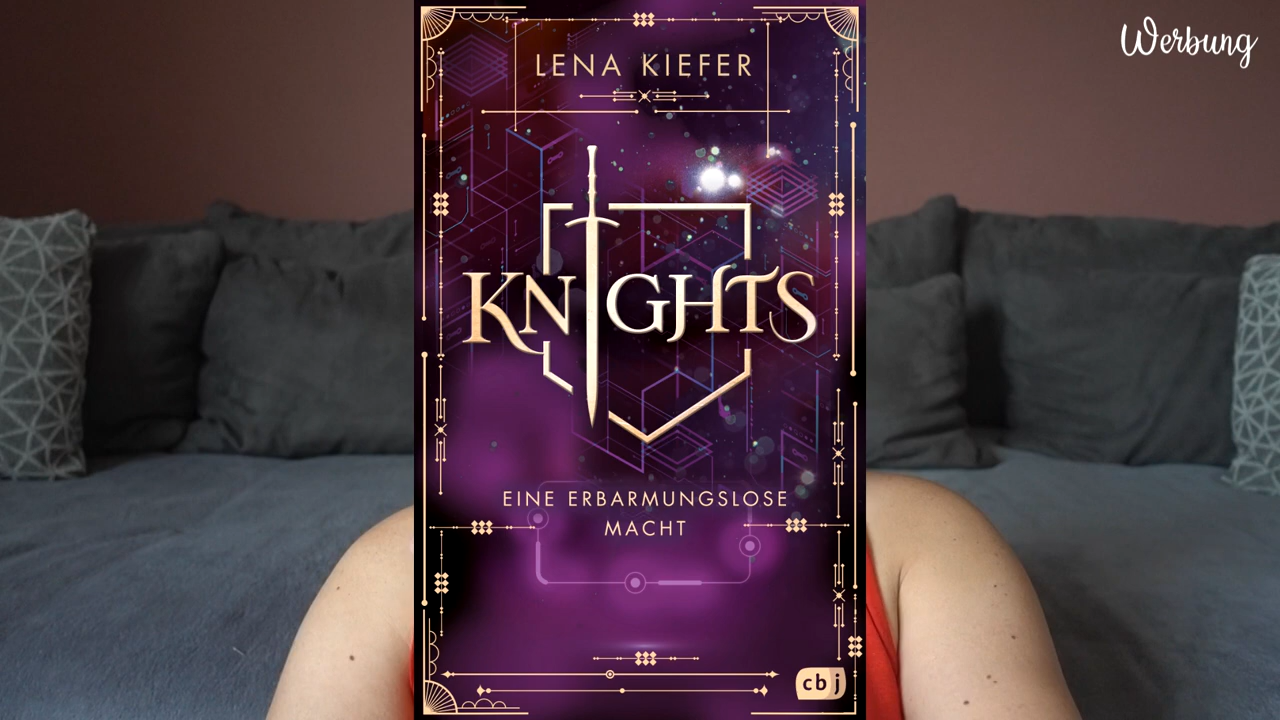 Werbung
LENA KIEFER
KNIGHTS
EINE ERBARMUNGSLOSE
MACHT
cbj